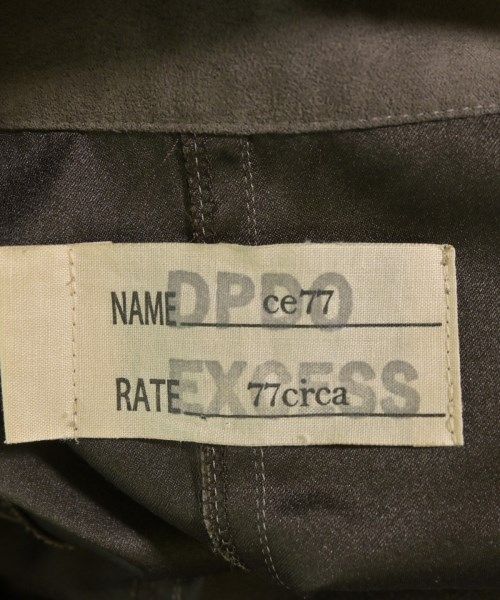 DPDO
NAME ce77
EXCESS
RATE 77circa